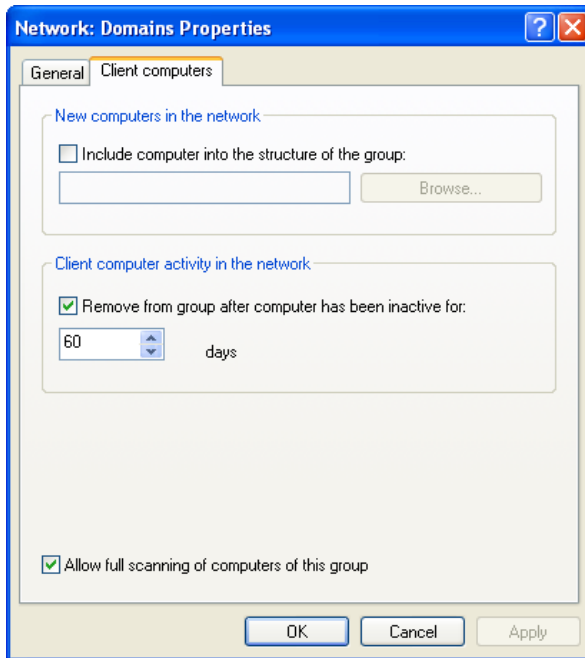 Network: Domains Properties
General
Client computers
New computers in the network
Include computer into the structure of the group:
Browse...
Client computer activity in the network
Remove from group after computer has been inactive for:
60
days
Allow full scanning of computers of this group
OK
Cancel
Apply